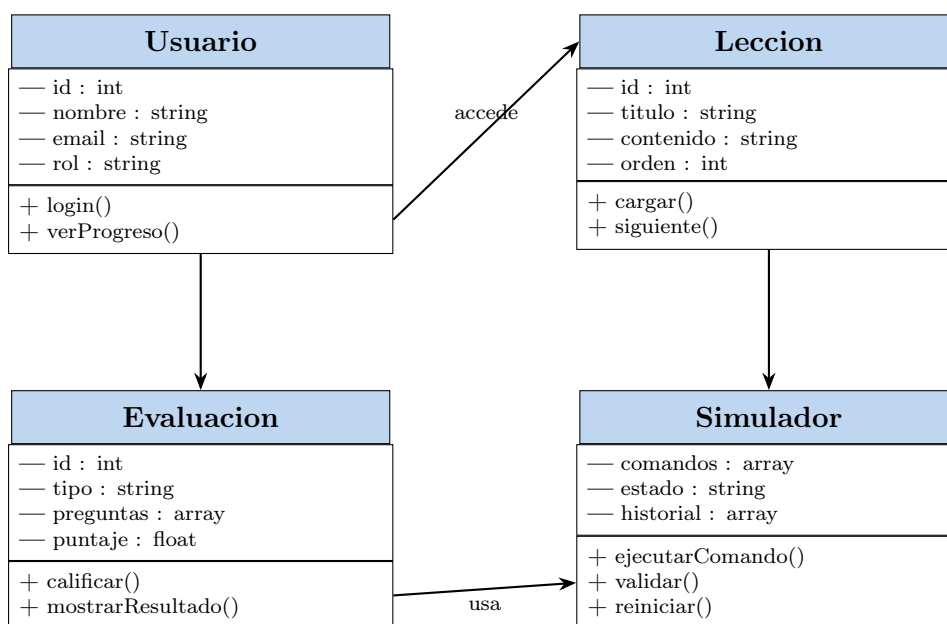 Usuario
— id : int
— nombre : string
— email : string
— rol : string
+ login()
+ verProgreso()
accede
Leccion
— id : int
— titulo : string
— contenido : string
— orden : int
+ cargar()
+ siguiente()
Evaluacion
— id : int
— tipo : string
— preguntas : array
— puntaje : float
+ calificar()
+ mostrarResultado()
usa
Simulador
— comandos : array
— estado : string
— historial : array
+ ejecutarComando()
+ validar()
+ reiniciar()